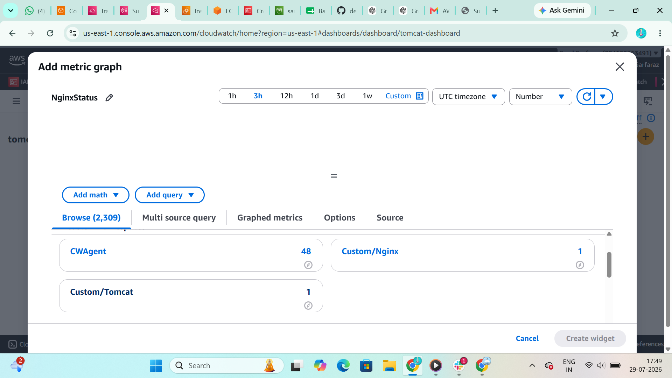 Ask Gemini
us-east-1.console.aws.amazon.com/cloudwatch/home?region=us-east-1#dashboards/dashboard/tomcat-dashboard
aws
Add metric graph
NginxStatus
1h 3h 12h 1d 3d 1w Custom UTC timezone Number
Add math Add query
Browse (2,309) Multi source query Graphed metrics Options Source
CWAgent 48 Custom/Nginx 1
Custom/Tomcat 1
Cancel Create widget
Search
ENG
IN
17:49
29-07-2025